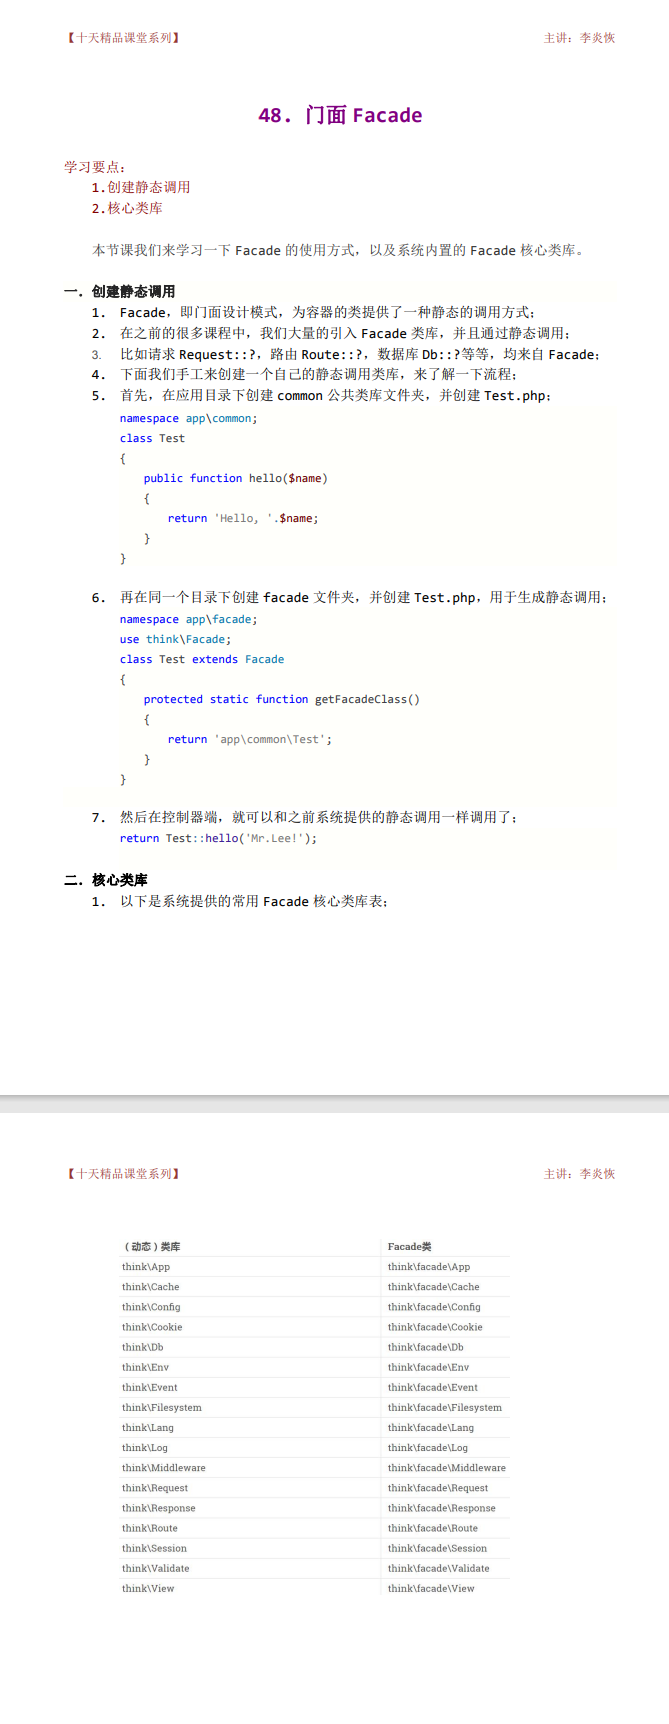 【十天精品课堂系列】 主讲：李炎恢
48．门面 Facade
学习要点：
1.创建静态调用
2.核心类库
本节课我们来学习一下 Facade 的使用方式，以及系统内置的 Facade 核心类库。
一．创建静态调用
1. Facade，即门面设计模式，为容器的类提供了一种静态的调用方式；
2. 在之前的很多课程中，我们大量的引入 Facade 类库，并且通过静态调用；
3. 比如请求 Request::?，路由 Route::?，数据库 Db::?等等，均来自 Facade；
4. 下面我们手工来创建一个自己的静态调用类库，来了解一下流程；
5. 首先，在应用目录下创建 common 公共类库文件夹，并创建 Test.php；
namespace app\common;
class Test
{
public function hello($name)
{
return 'Hello, '.$name;
}
}
6. 再在同一个目录下创建 facade 文件夹，并创建 Test.php，用于生成静态调用；
namespace app\facade;
use think\Facade;
class Test extends Facade
{
protected static function getFacadeClass()
{
return 'app\common\Test';
}
}
7. 然后在控制器端，就可以和之前系统提供的静态调用一样调用了；
return Test::hello('Mr.Lee!');
二．核心类库
1. 以下是系统提供的常用 Facade 核心类库表；
【十天精品课堂系列】 主讲：李炎恢
（动态）类库 Facade类
think\App think\facade\App
think\Cache think\facade\Cache
think\Config think\facade\Config
think\Cookie think\facade\Cookie
think\Db think\facade\Db
think\Env think\facade\Env
think\Event think\facade\Event
think\Filesystem think\facade\Filesystem
think\Lang think\facade\Lang
think\Log think\facade\Log
think\Middleware think\facade\Middleware
think\Request think\facade\Request
think\Response think\facade\Response
think\Route think\facade\Route
think\Session think\facade\Session
think\Validate think\facade\Validate
think\View think\facade\View